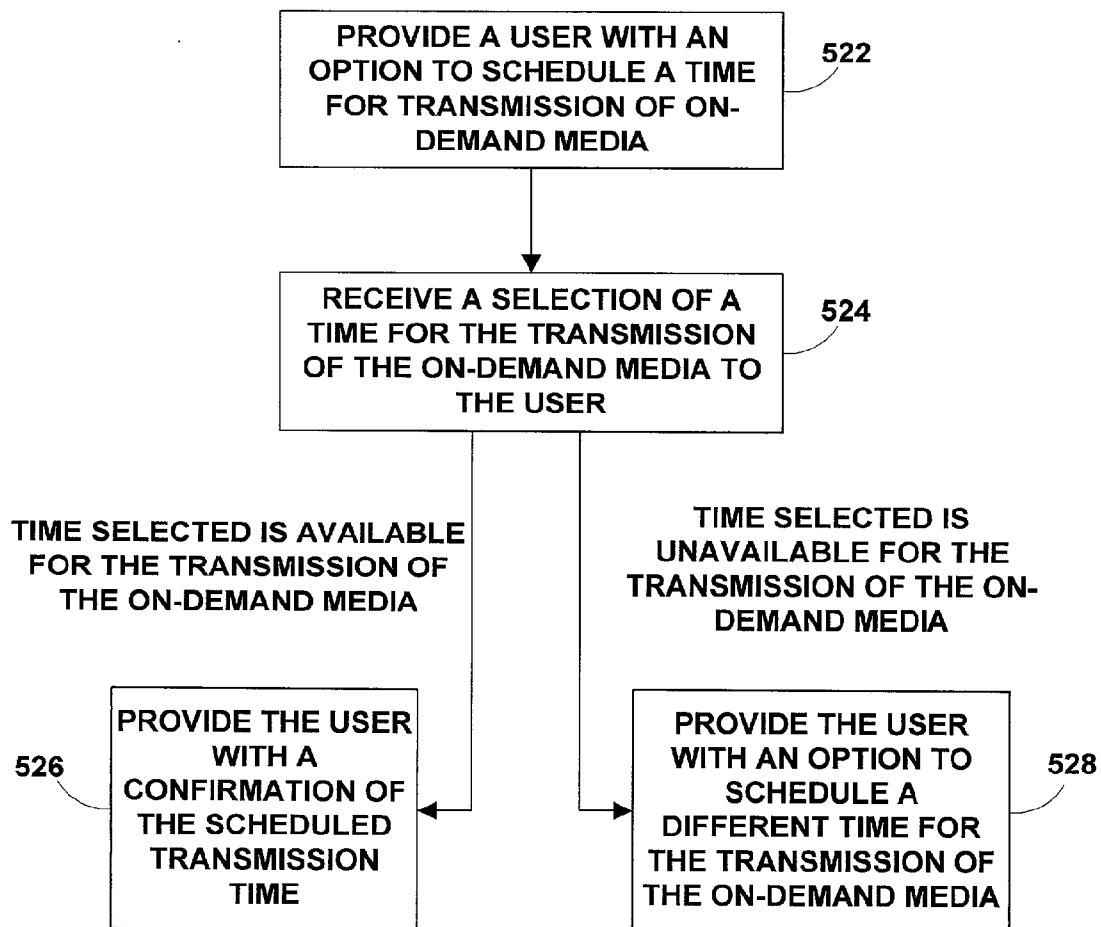 PROVIDE A USER WITH AN
OPTION TO SCHEDULE A TIME
FOR TRANSMISSION OF ON-
DEMAND MEDIA
522
RECEIVE A SELECTION OF A
TIME FOR THE TRANSMISSION
OF THE ON-DEMAND MEDIA TO
THE USER
524
TIME SELECTED IS AVAILABLE
FOR THE TRANSMISSION OF
THE ON-DEMAND MEDIA
TIME SELECTED IS
UNAVAILABLE FOR THE
TRANSMISSION OF THE ON-
DEMAND MEDIA
526
PROVIDE THE USER
WITH A
CONFIRMATION OF
THE SCHEDULED
TRANSMISSION
TIME
PROVIDE THE USER
WITH AN OPTION TO
SCHEDULE A
DIFFERENT TIME FOR
THE TRANSMISSION OF
THE ON-DEMAND MEDIA
528